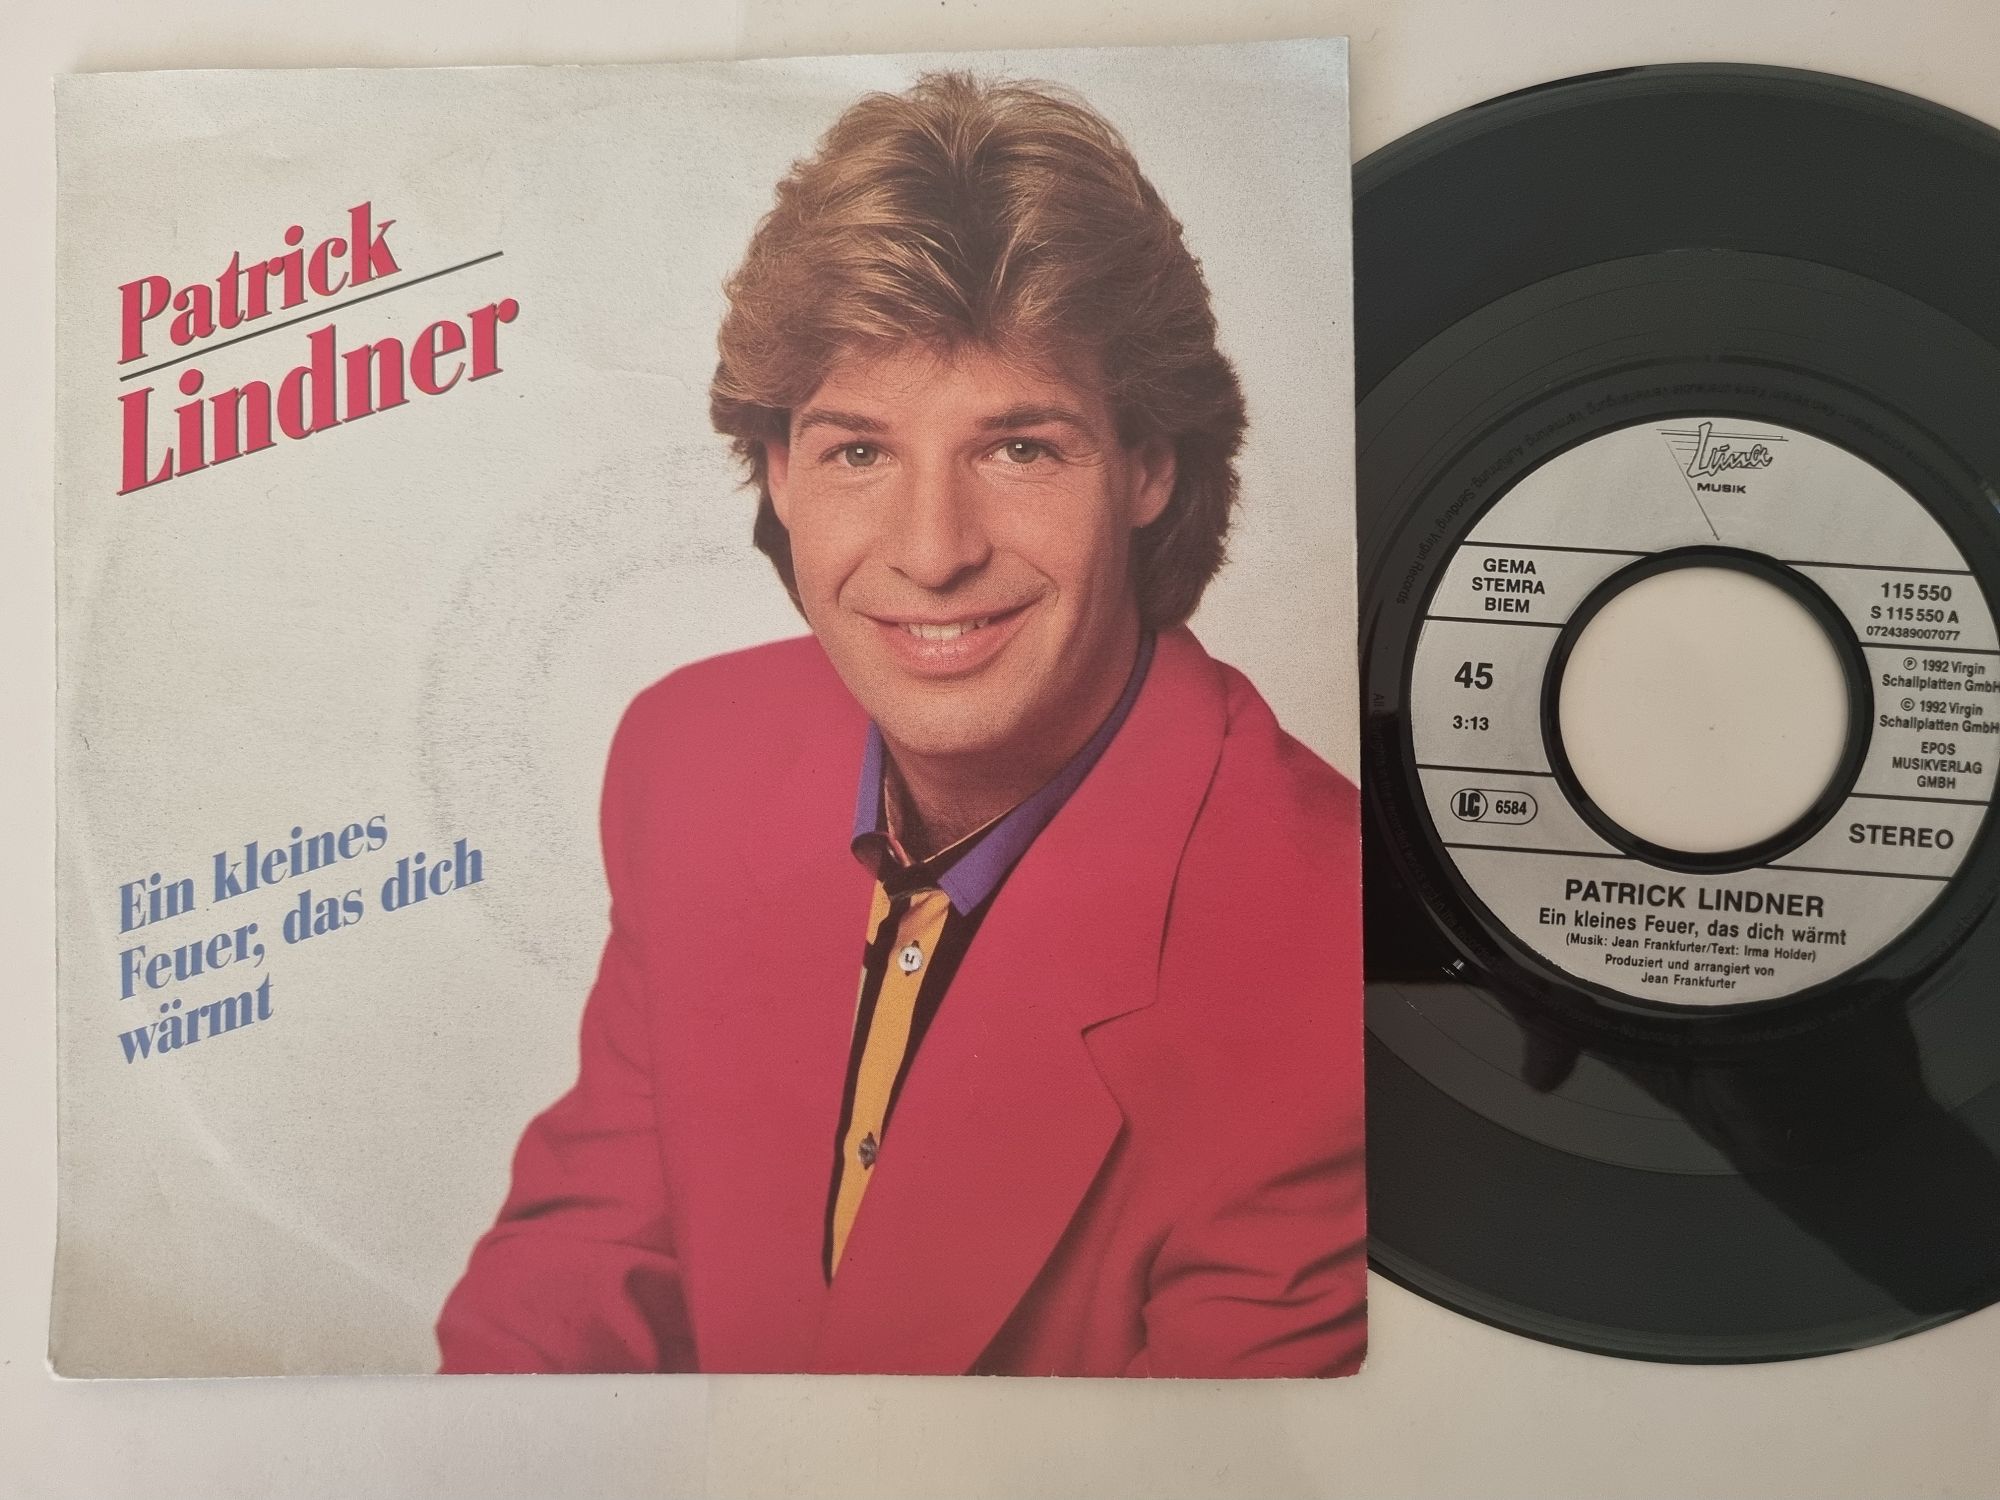 Patrick
Lindner
Ein kleines
Feuer, das dich
wärmt
Luna
MUSIK
GEMA
STEMRA
BIEM
115 550
S 115 550 A
0724389007077
45
3:13
℗ 1992 Virgin
Schallplatten GmbH
© 1992 Virgin
Schallplatten GmbH
EPOS
MUSIKVERLAG
GMBH
LC 6584
STEREO
PATRICK LINDNER
Ein kleines Feuer, das dich wärmt
(Musik: Jean Frankfurter/Text: Irma Holder)
Produziert und arrangiert von
Jean Frankfurter